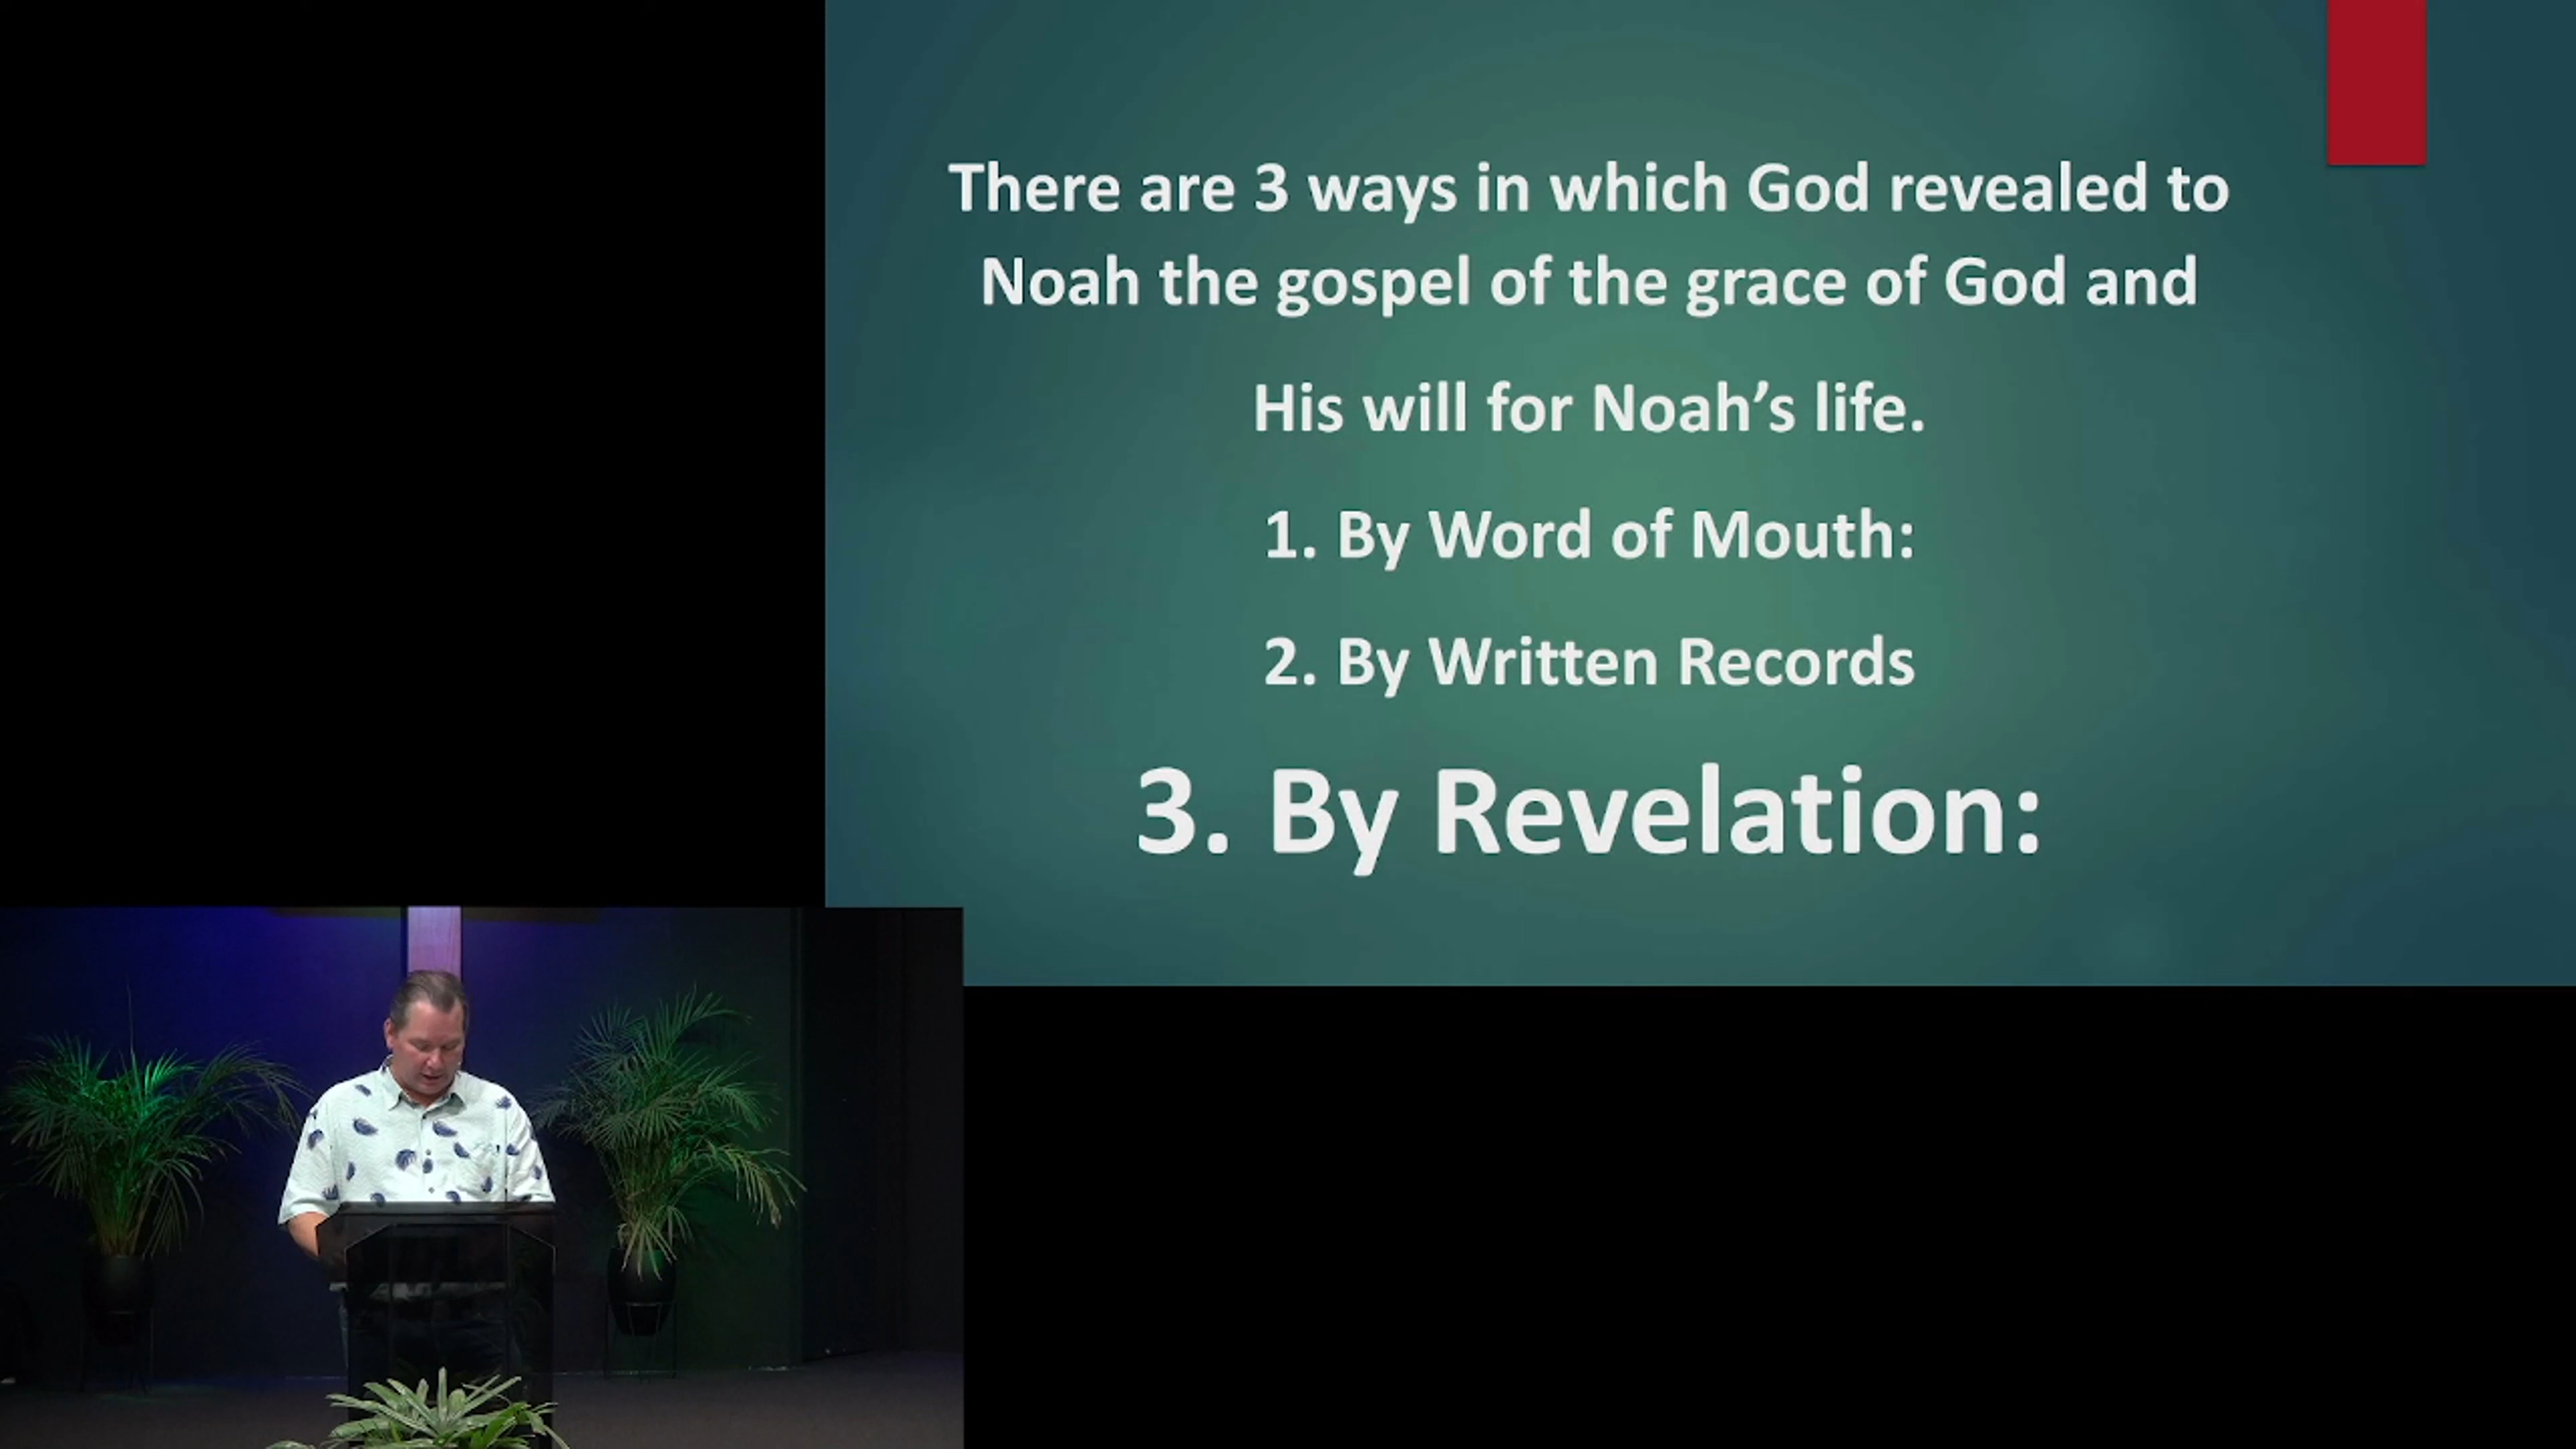 There are 3 ways in which God revealed to
Noah the gospel of the grace of God and
His will for Noah’s life.
1. By Word of Mouth:
2. By Written Records
3. By Revelation: